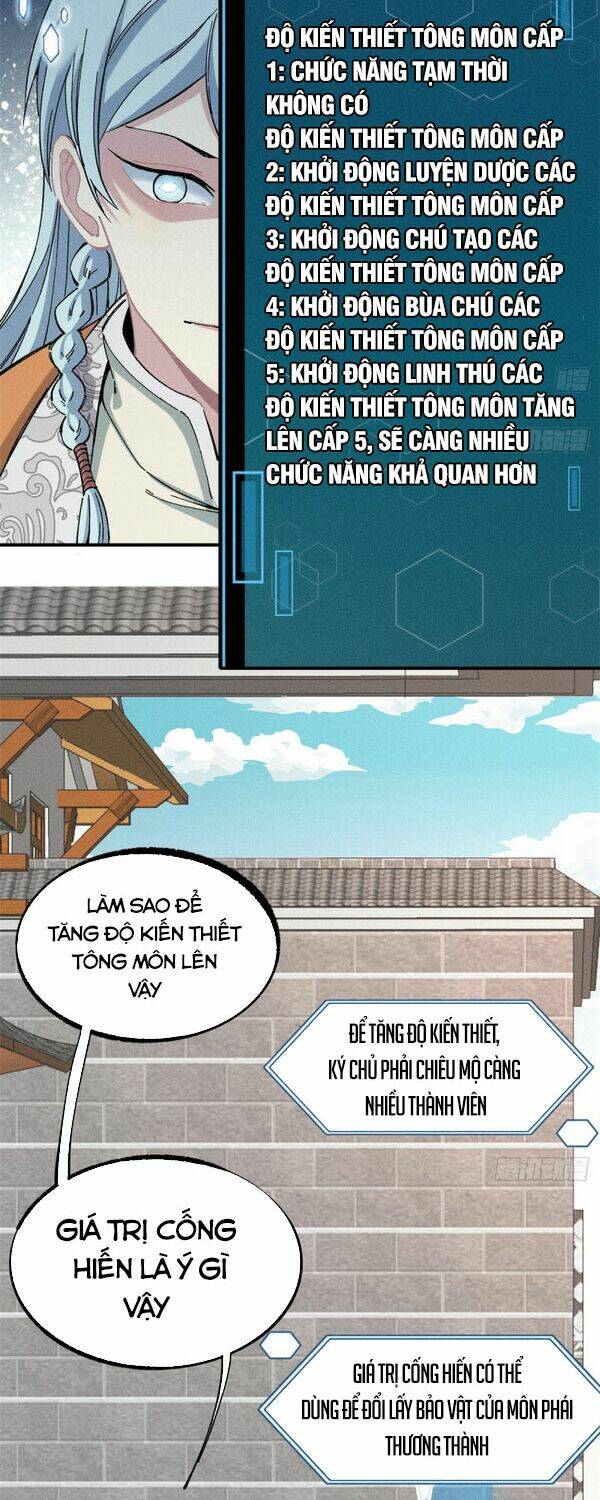 ĐỘ KIẾN THIẾT TÔNG MÔN CẤP
1: CHỨC NĂNG TẠM THỜI
KHÔNG CÓ
ĐỘ KIẾN THIẾT TÔNG MÔN CẤP
2: KHỞI ĐỘNG LUYỆN DƯỢC CÁC
ĐỘ KIẾN THIẾT TÔNG MÔN CẤP
3: KHỞI ĐỘNG CHÚ TẠO CÁC
ĐỘ KIẾN THIẾT TÔNG MÔN CẤP
4: KHỞI ĐỘNG BÙA CHÚ CÁC
ĐỘ KIẾN THIẾT TÔNG MÔN CẤP
5: KHỞI ĐỘNG LINH THÚ CÁC
ĐỘ KIẾN THIẾT TÔNG MÔN TĂNG
LÊN CẤP 5, SẼ CÀNG NHIỀU
CHỨC NĂNG KHẢ QUAN HƠN
LÀM SAO ĐỂ
TĂNG ĐỘ KIẾN THIẾT
TÔNG MÔN LÊN
VẬY
ĐỂ TĂNG ĐỘ KIẾN THIẾT,
KÝ CHỦ PHẢI CHIÊU MỘ CÀNG
NHIỀU THÀNH VIÊN
GIÁ TRỊ CỐNG
HIẾN LÀ Ý GÌ
VẬY
GIÁ TRỊ CỐNG HIẾN CÓ THỂ
DÙNG ĐỂ ĐỔI LẤY BẢO VẬT CỦA MÔN PHÁI
THƯƠNG THÀNH